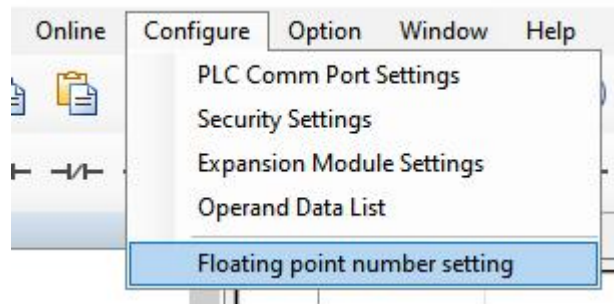 Online Configure Option Window Help
PLC Comm Port Settings
Security Settings
Expansion Module Settings
Operand Data List
Floating point number setting